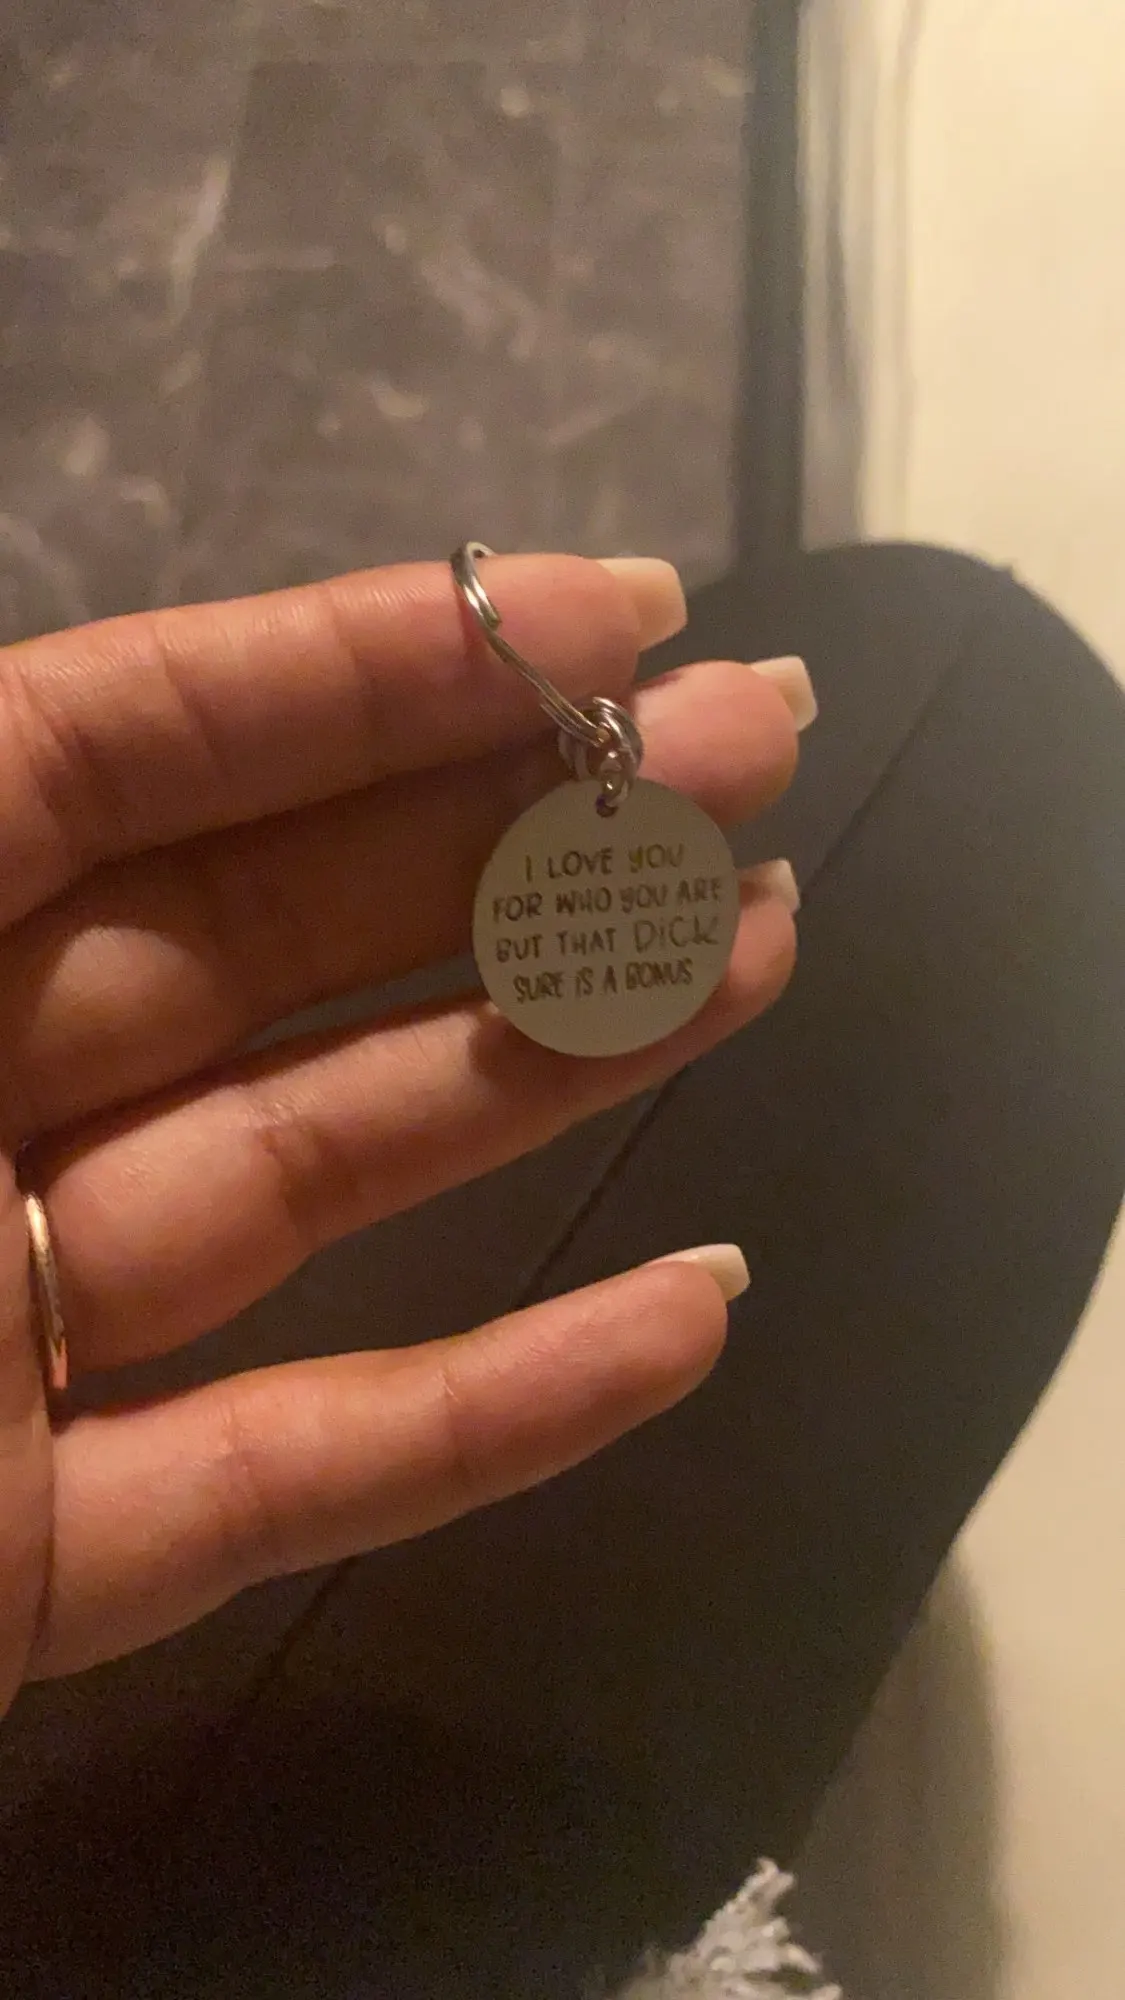 I LOVE YOU
FOR WHO YOU ARE
BUT THAT DiCK
SURE IS A BONUS